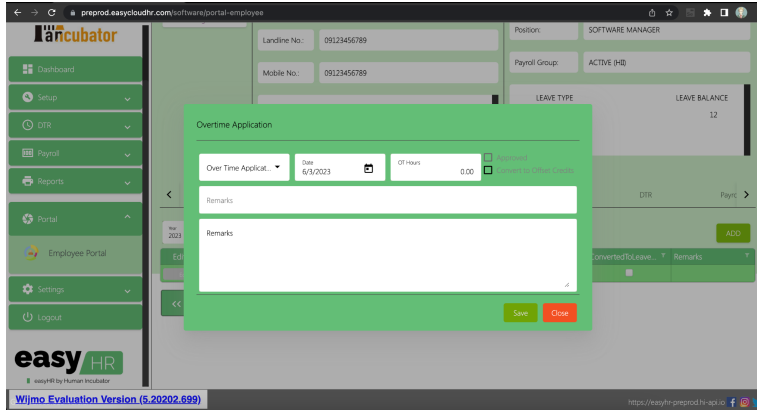 preprod.easycloudhr.com/software/portal-employee
incubator
Landline No.: 09123456789
Position: SOFTWARE MANAGER
Dashboard
Mobile No.: 09123456789
Payroll Group: ACTIVE (HI)
Setup
LEAVE TYPE LEAVE BALANCE
12
DTR
Overtime Application
Payroll
Over Time Applicat...
Date
6/3/2023
OT Hours
0.00
Approved
Convert to Offset Credits
Reports
Remarks
DTR
Portal
Year
2023
Remarks
ADD
Employee Portal
ConvertedToLeave... Remarks
Settings
Save Close
Logout
easy HR
easyHR by Human Incubator
Wijmo Evaluation Version (5.20202.699)
https://easyhr-preprod.hi-api.io